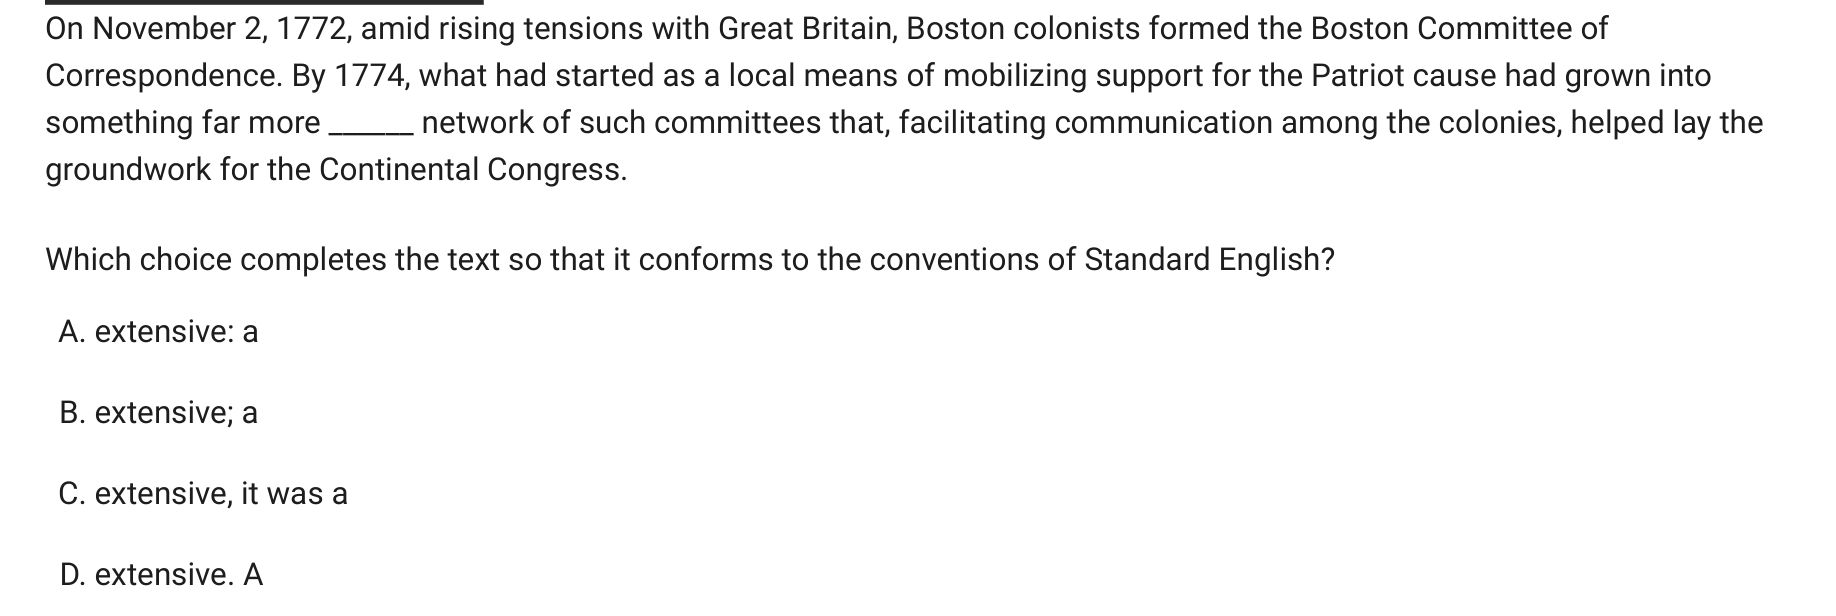 On November 2, 1772, amid rising tensions with Great Britain, Boston colonists formed the Boston Committee of
Correspondence. By 1774, what had started as a local means of mobilizing support for the Patriot cause had grown into
something far more ______ network of such committees that, facilitating communication among the colonies, helped lay the
groundwork for the Continental Congress.
Which choice completes the text so that it conforms to the conventions of Standard English?
A. extensive: a
B. extensive; a
C. extensive, it was a
D. extensive. A